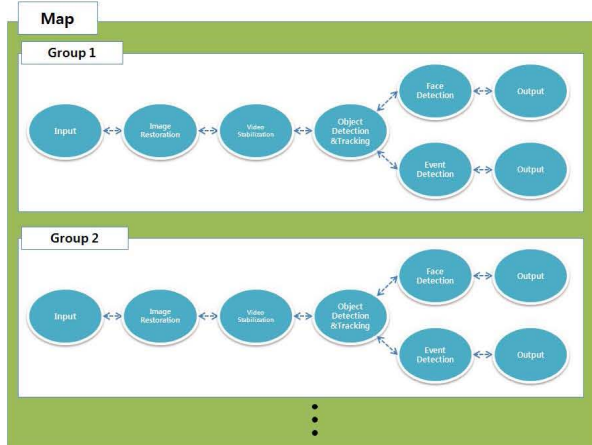 Map
Group 1
Input
Image
Restoration
Video
Stabilization
Object
Detection
&Tracking
Face
Detection
Output
Event
Detection
Output
Group 2
Input
Image
Restoration
Video
Stabilization
Object
Detection
&Tracking
Face
Detection
Output
Event
Detection
Output